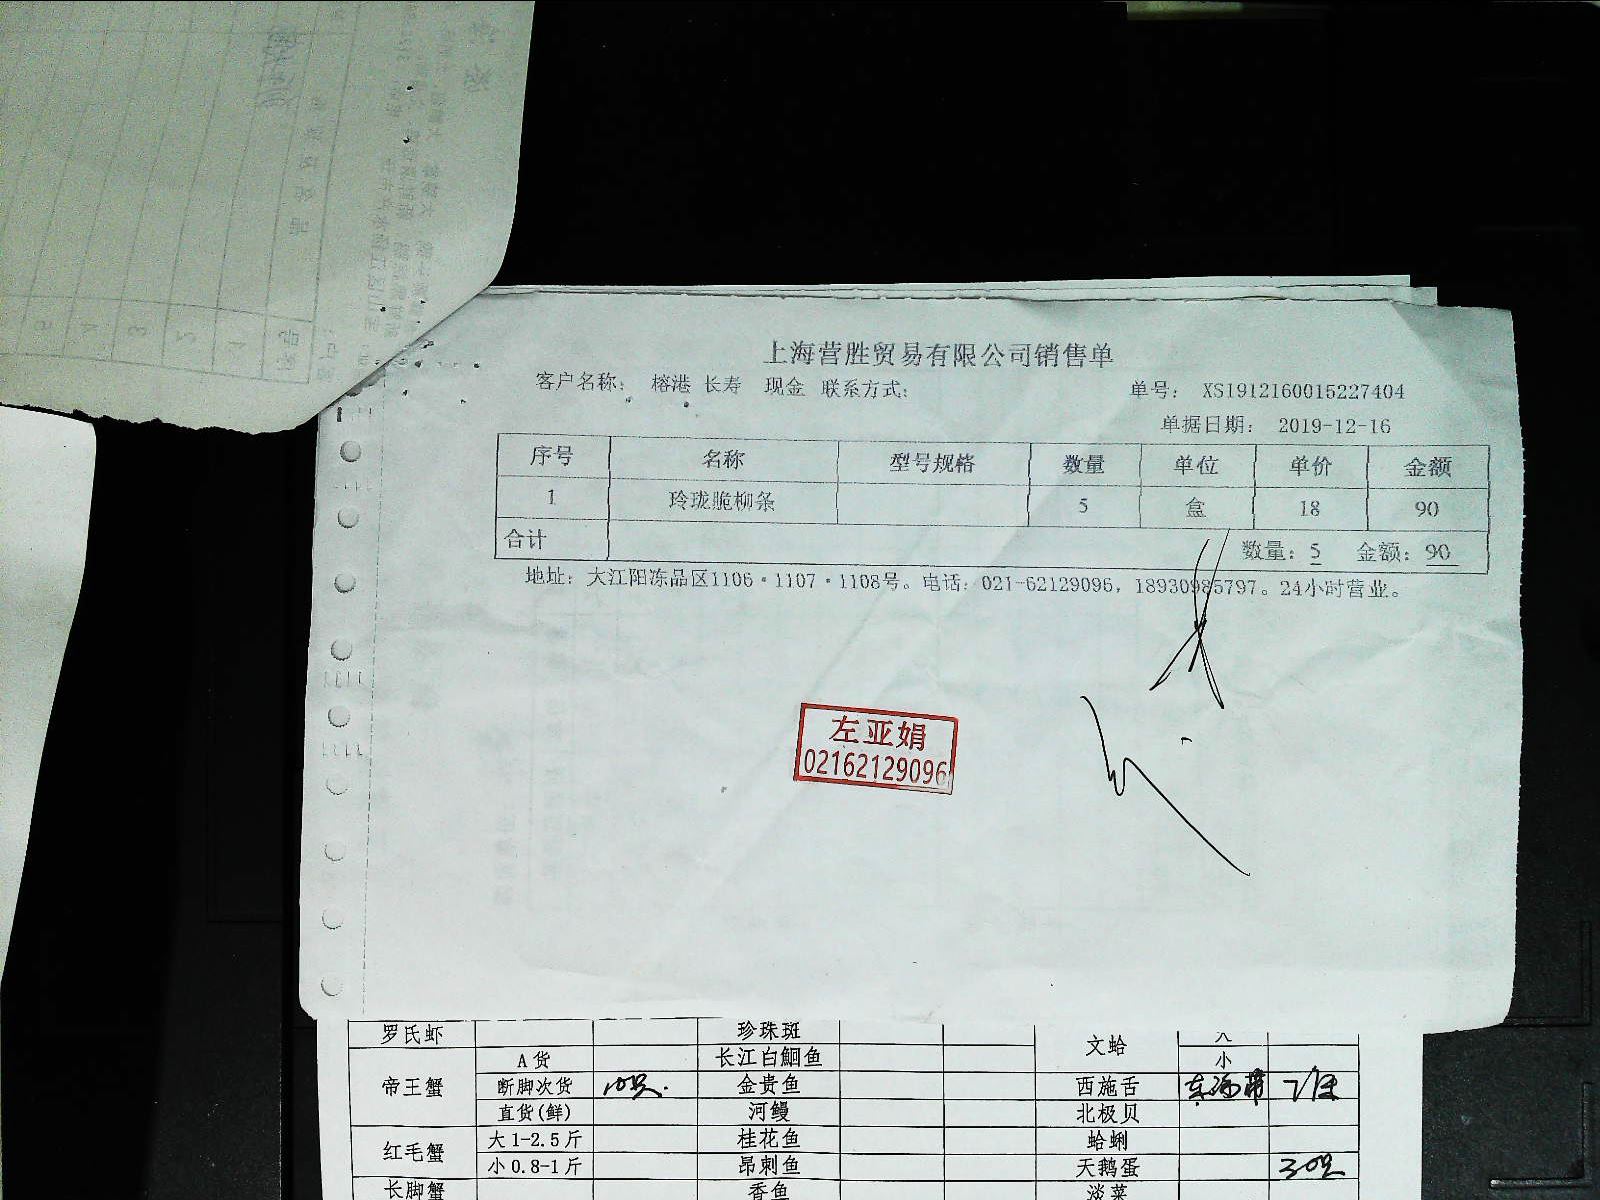 上海营胜贸易有限公司销售单
客户名称： 榕港 长寿 现金 联系方式： 单号： XS1912160015227404
单据日期： 2019-12-16
序号 名称 型号规格 数量 单位 单价 金额
1 玲珑脆柳条 5 盒 18 90
合计 数量：5 金额：90
地址：大江阳冻品区1106·1107·1108号。电话：021-62129096，18930985797。24小时营业。
左亚娟
02162129096
罗氏虾 珍珠斑 文蛤 大
A货 长江白鮰鱼 小
帝王蟹 断脚次货 10只. 金贵鱼 西施舌
直货(鲜) 河鳗 北极贝
红毛蟹 大1-2.5斤 桂花鱼 蛤蜊
小0.8-1斤 昂刺鱼 天鹅蛋 30只
长脚蟹 香鱼 淡菜